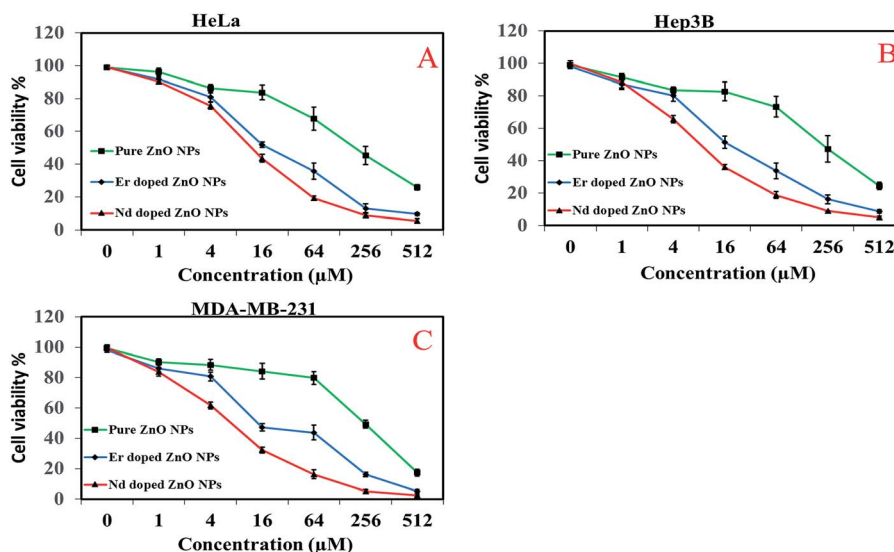 HeLa
A
Cell viability %
120
100
80
60
40
20
0
Pure ZnO NPs
Er doped ZnO NPs
Nd doped ZnO NPs
0 1 4 16 64 256 512
Concentration (µM)
Hep3B
B
Cell viability %
120
100
80
60
40
20
0
Pure ZnO NPs
Er doped ZnO NPs
Nd doped ZnO NPs
0 1 4 16 64 256 512
Concentration (µM)
MDA-MB-231
C
Cell viability %
120
100
80
60
40
20
0
Pure ZnO NPs
Er doped ZnO NPs
Nd doped ZnO NPs
0 1 4 16 64 256 512
Concentration (µM)